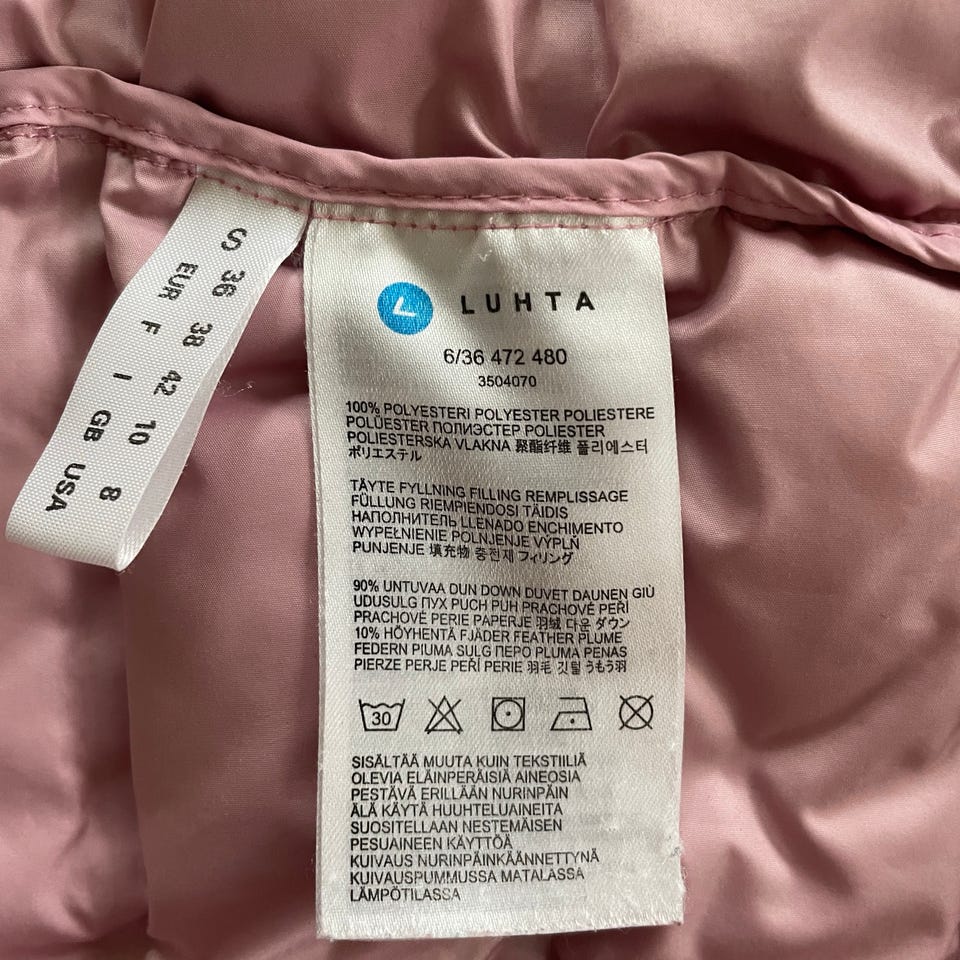 S
36 38 42 10 8
EUR F I GB USA
LUHTA
6/36 472 480
3504070
100% POLYESTERI POLYESTER POLIESTERE
POLÜESTER ПОЛИЭСТЕР POLIESTER
POLIESTERSKA VLAKNA 聚酯纤维 폴리에스터
ポリエステル
TÄYTE FYLLNING FILLING REMPLISSAGE
FÜLLUNG RIEMPIENDOSI TÄIDIS
НАПОЛНИТЕЛЬ LLENADO ENCHIMENTO
WYPEŁNIENIE POLNJENJE VÝPLŇ
PUNJENJE 填充物 충전제 フィリング
90% UNTUVAA DUN DOWN DUVET DAUNEN GIÙ
UDUSULG ПУХ PUCH PUH PRACHOVÉ PEŘÍ
PRACHOVÉ PERIE PAPERJE 羽绒 다운 ダウン
10% HÖYHENTÄ FJÄDER FEATHER PLUME
FEDERN PIUMA SULG ПЕРО PLUMA PENAS
PIERZE PERJE PEŘÍ PERIE 羽毛 깃털 うもう羽
30
SISÄLTÄÄ MUUTA KUIN TEKSTIILIÄ
OLEVIA ELÄINPERÄISIÄ AINEOSIA
PESTÄVÄ ERILLÄÄN NURINPÄIN
ÄLÄ KÄYTÄ HUUHTELUAINEITA
SUOSITELLAAN NESTEMÄISEN
PESUAINEEN KÄYTTÖÄ
KUIVAUS NURINPÄINKÄÄNNETTYNÄ
KUIVAUSPUMMUSSA MATALASSA
LÄMPÖTILASSA